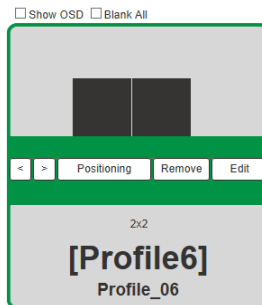 Show OSD Blank All
< > Positioning Remove Edit
2x2
[Profile6]
Profile_06